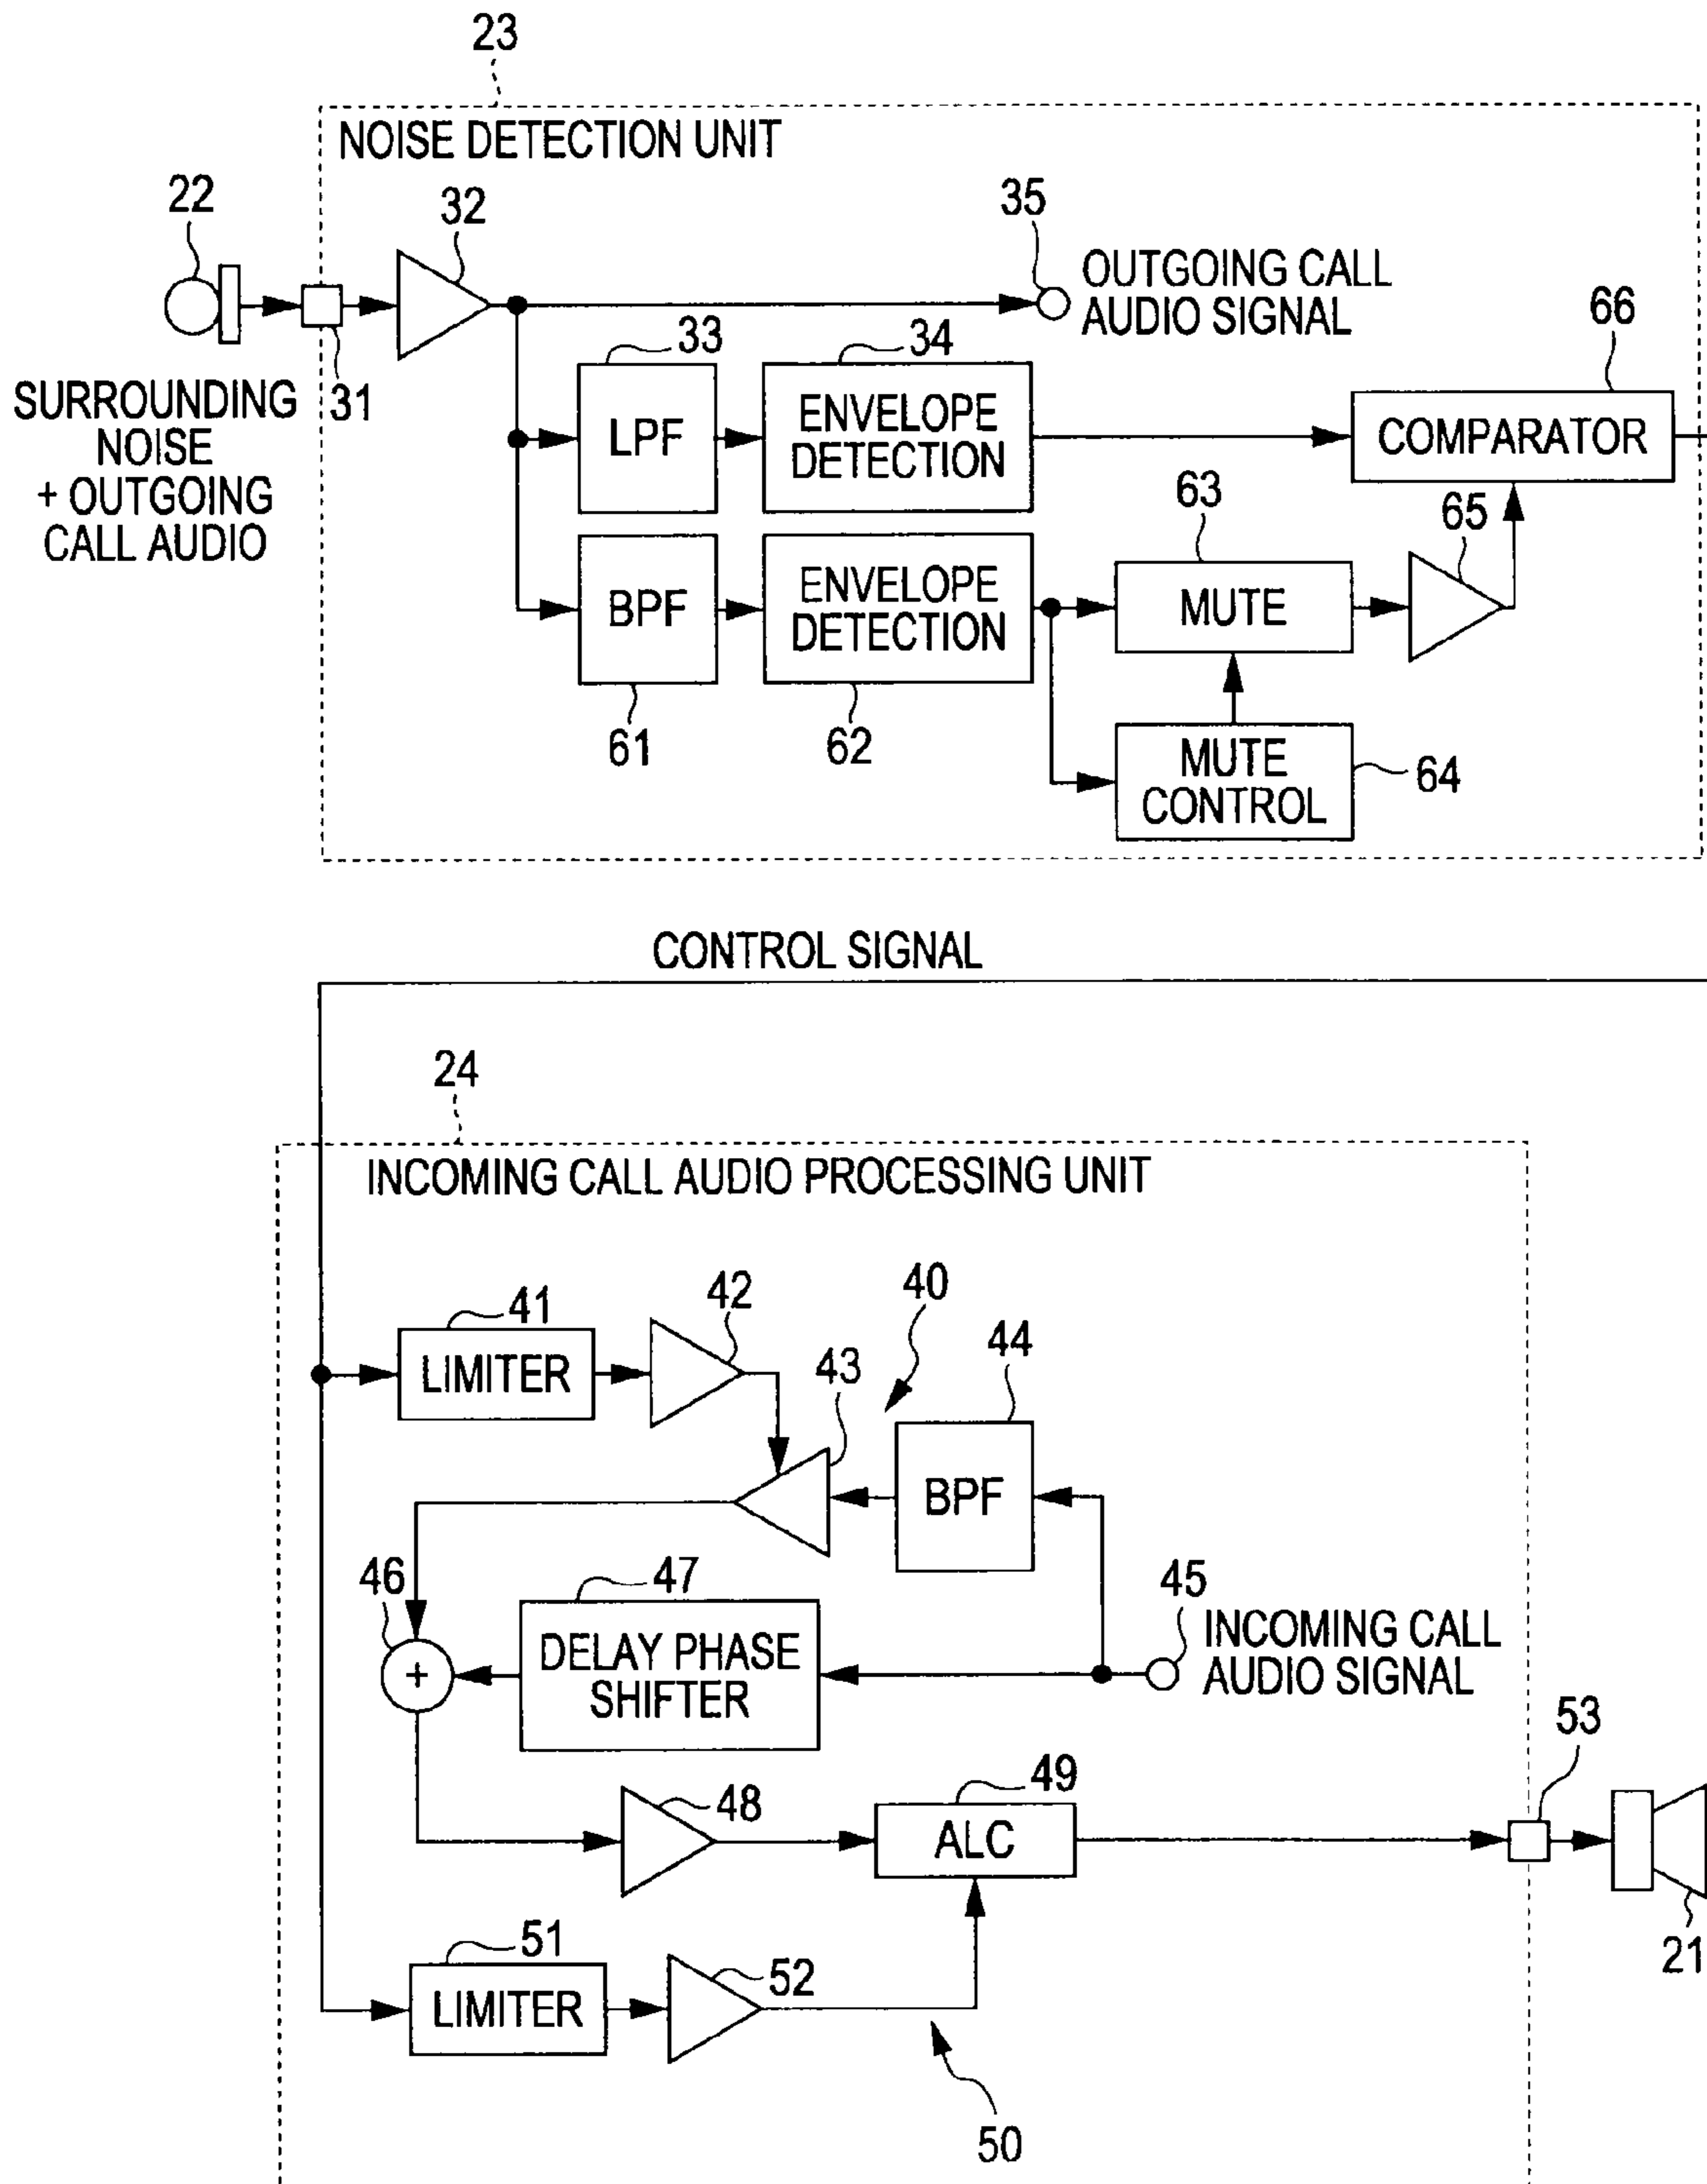 23
NOISE DETECTION UNIT
22
32
35
OUTGOING CALL
AUDIO SIGNAL
66
33
34
31
SURROUNDING
NOISE
+ OUTGOING
CALL AUDIO
LPF
ENVELOPE
DETECTION
COMPARATOR
63
65
BPF
ENVELOPE
DETECTION
MUTE
61
62
MUTE
CONTROL
64
CONTROL SIGNAL
24
INCOMING CALL AUDIO PROCESSING UNIT
41
42
40
44
43
LIMITER
BPF
46
47
45
DELAY PHASE
SHIFTER
+
INCOMING CALL
AUDIO SIGNAL
53
48
49
ALC
21
51
52
LIMITER
50